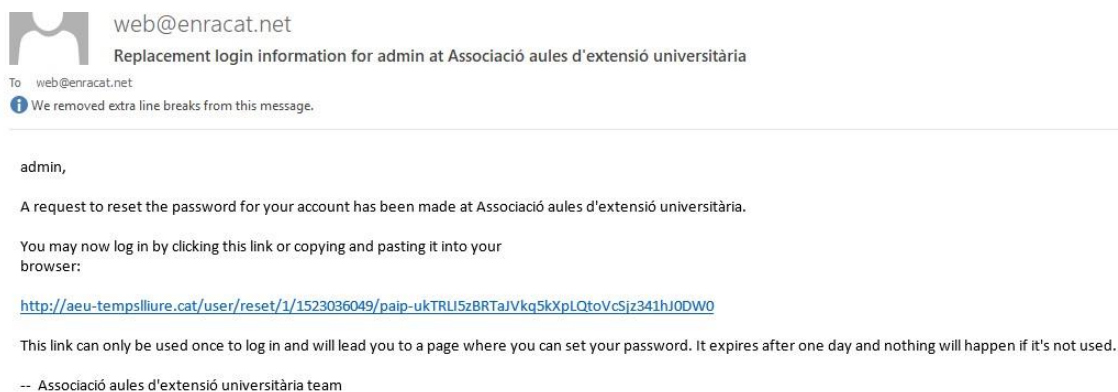 web@enracat.net
Replacement login information for admin at Associació aules d'extensió universitària
To web@enracat.net
We removed extra line breaks from this message.
admin,
A request to reset the password for your account has been made at Associació aules d'extensió universitària.
You may now log in by clicking this link or copying and pasting it into your
browser:
http://aeu-tempslliure.cat/user/reset/1/1523036049/paip-ukTRLI5zBRTaJVkq5kXpLQtoVcSjz341hJ0DW0
This link can only be used once to log in and will lead you to a page where you can set your password. It expires after one day and nothing will happen if it's not used.
-- Associació aules d'extensió universitària team